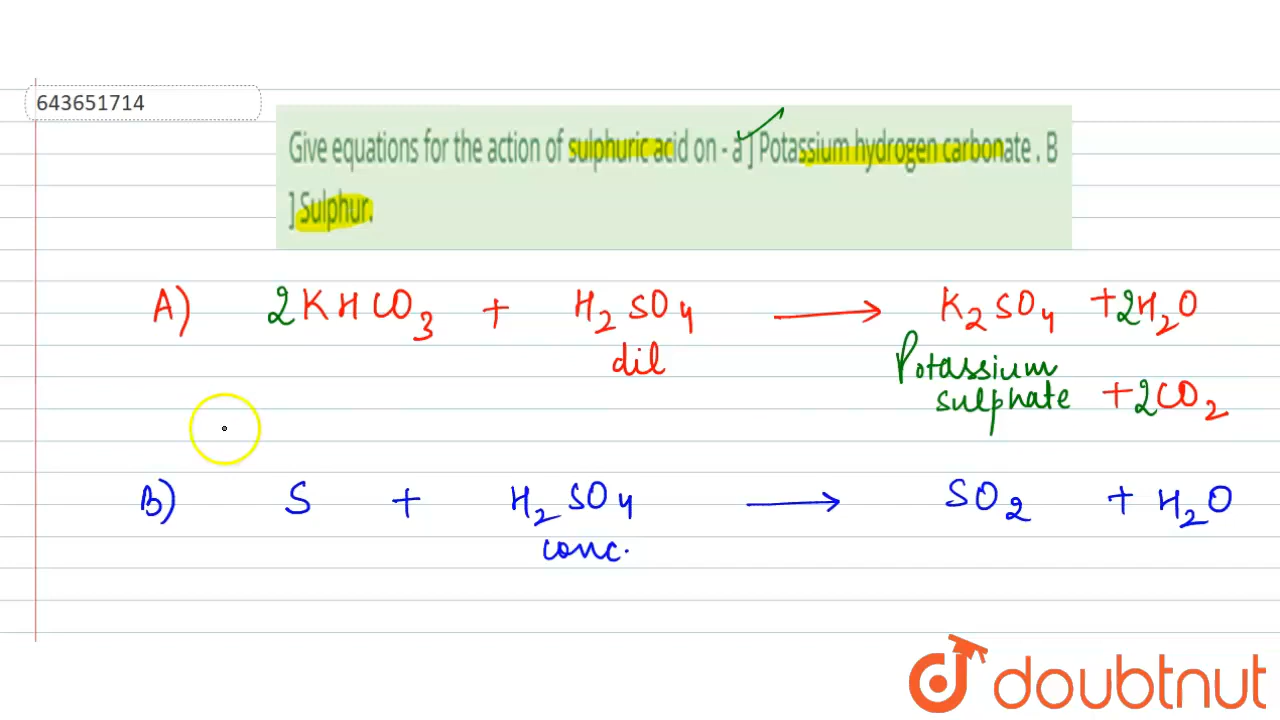 643651714
Give equations for the action of sulphuric acid on - a ] Potassium hydrogen carbonate . B
] Sulphur.
A) 2KHCO3 + H2SO4 → K2SO4 + 2H2O
dil Potassium
sulphate + 2CO2
B) S + H2SO4 → SO2 + H2O
conc.
doubtnut